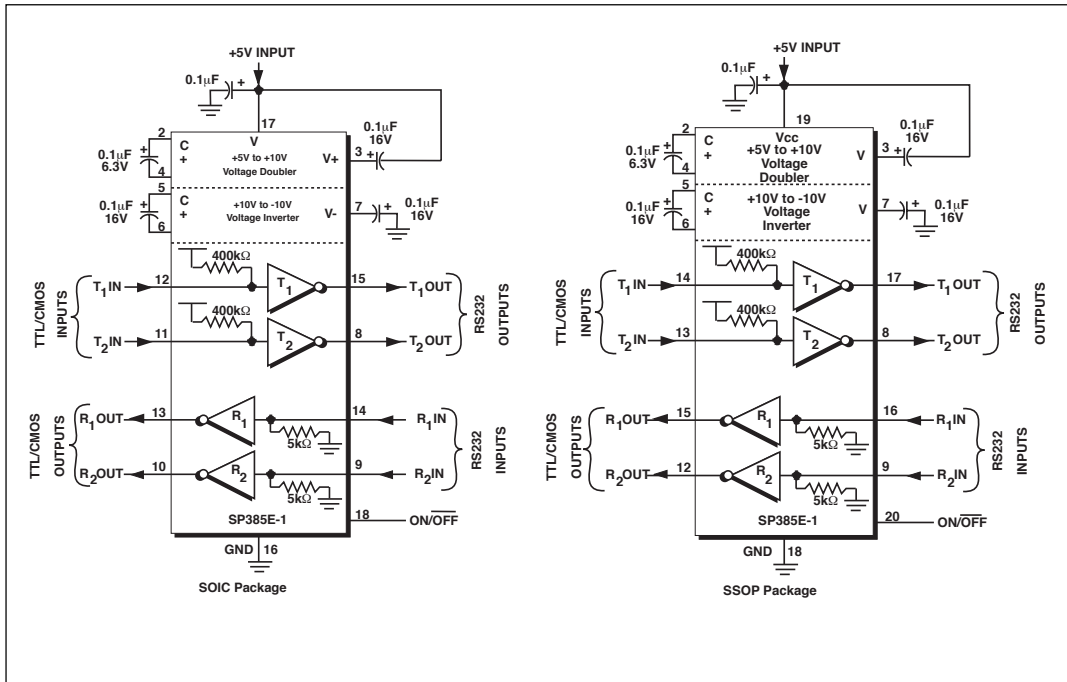 +5V INPUT
0.1µF +
17
2
C
+
+
0.1µF
6.3V
4
V
+5V to +10V
Voltage Doubler
V+
3
+
0.1µF
16V
5
C
+
+
0.1µF
16V
6
+10V to -10V
Voltage Inverter
V-
7
+
0.1µF
16V
400kΩ
TTL/CMOS
INPUTS
T1IN
12
T1
15
T1OUT
400kΩ
T2IN
11
T2
8
T2OUT
RS232
OUTPUTS
TTL/CMOS
OUTPUTS
R1OUT
13
R1
14
R1IN
5kΩ
R2OUT
10
R2
9
R2IN
5kΩ
RS232
INPUTS
SP385E-1
18
ON/OFF
GND
16
SOIC Package
+5V INPUT
0.1µF +
19
2
C
+
+
0.1µF
6.3V
4
Vcc
+5V to +10V
Voltage
Doubler
V
3
+
0.1µF
16V
5
C
+
+
0.1µF
16V
6
+10V to -10V
Voltage
Inverter
V
7
+
0.1µF
16V
400kΩ
TTL/CMOS
INPUTS
T1IN
14
T1
17
T1OUT
400kΩ
T2IN
13
T2
8
T2OUT
RS232
OUTPUTS
TTL/CMOS
OUTPUTS
R1OUT
15
R1
16
R1IN
5kΩ
R2OUT
12
R2
9
R2IN
5kΩ
RS232
INPUTS
SP385E-1
20
ON/OFF
GND
18
SSOP Package